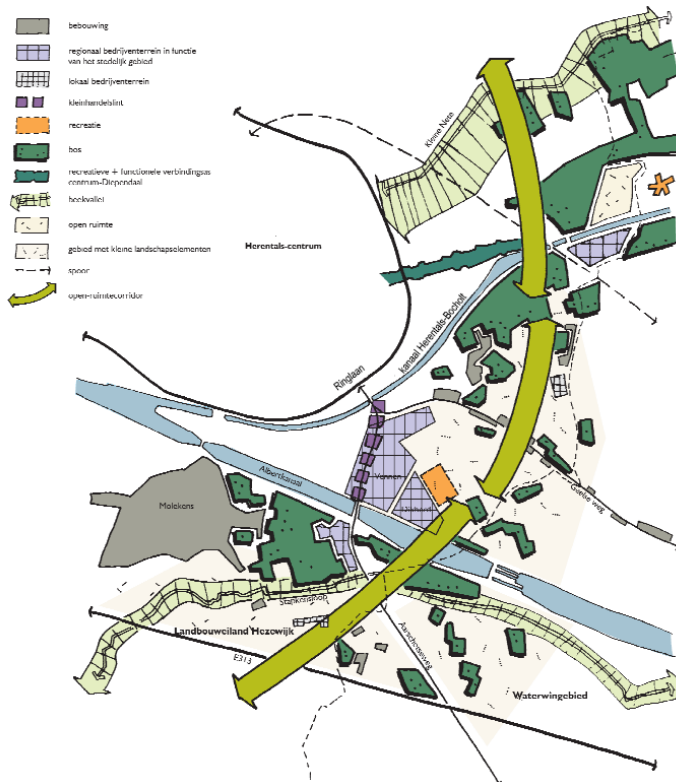 bebouwing
regionaal bedrijventerrein in functie
van het stedelijk gebied
lokaal bedrijventerrein
kleinhandelslint
recreatie
bos
recreatieve + functionele verbindingsas
centrum-Diependaal
beekvallei
open ruimte
gebied met kleine landschapselementen
spoor
open-ruimtecorridor
Kleine Nete
Herentals-centrum
kanaal Herentals-Bocholt
Ringlaan
Albertkanaal
Vennen
Molekens
Geelse weg
Stapkensloop
Landbouweiland Hezewijk
E313
Aarschotseweg
Waterwingebied